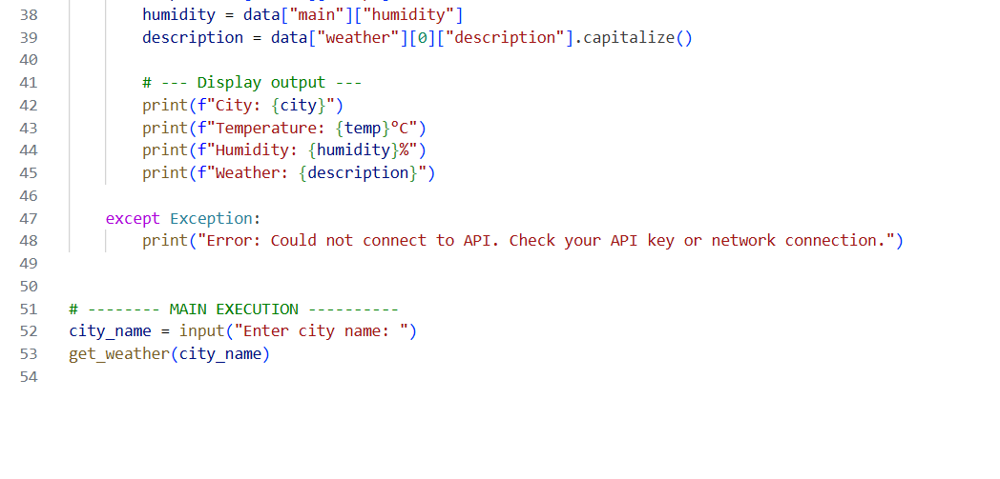 38 humidity = data["main"]["humidity"]
39 description = data["weather"][0]["description"].capitalize()
40
41 # --- Display output ---
42 print(f"City: {city}")
43 print(f"Temperature: {temp}°C")
44 print(f"Humidity: {humidity}%")
45 print(f"Weather: {description}")
46
47 except Exception:
48 print("Error: Could not connect to API. Check your API key or network connection.")
49
50
51 # -------- MAIN EXECUTION ----------
52 city_name = input("Enter city name: ")
53 get_weather(city_name)
54